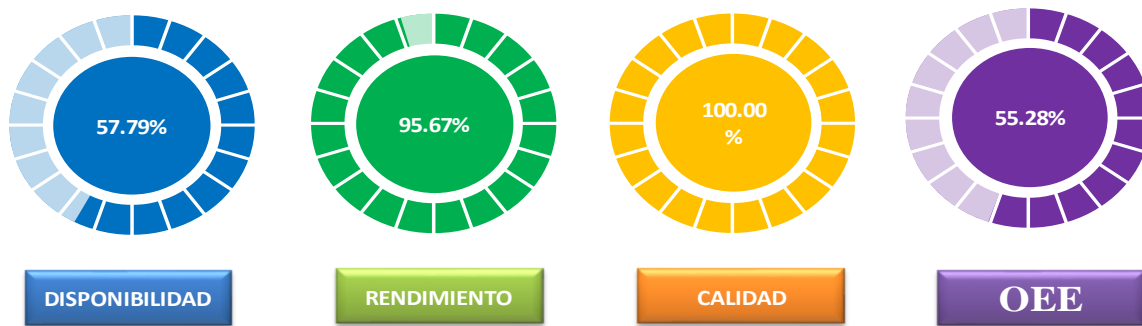 57.79%
95.67%
100.00
%
55.28%
DISPONIBILIDAD
RENDIMIENTO
CALIDAD
OEE